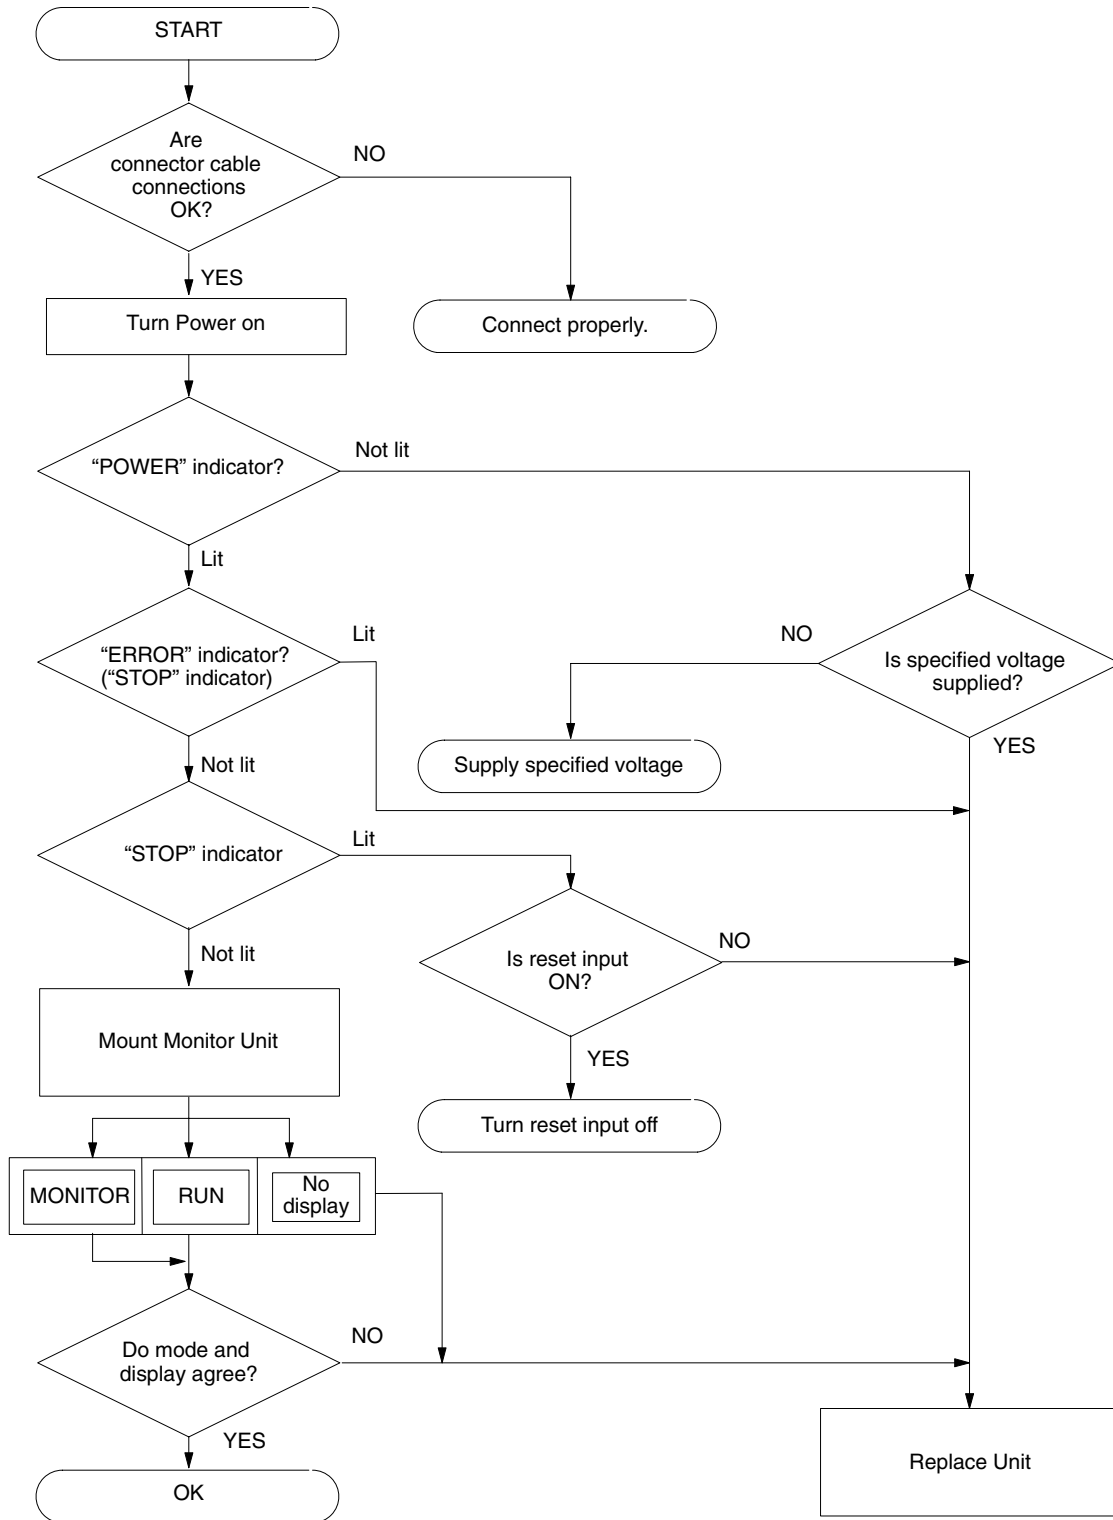 START
Are
connector cable
connections
OK?
NO
YES
Turn Power on
Connect properly.
“POWER” indicator?
Not lit
Lit
“ERROR” indicator?
(“STOP” indicator)
Lit
NO
Is specified voltage
supplied?
YES
Supply specified voltage
Not lit
“STOP” indicator
Lit
Is reset input
ON?
NO
YES
Turn reset input off
Not lit
Mount Monitor Unit
MONITOR
RUN
No
display
Do mode and
display agree?
NO
YES
OK
Replace Unit